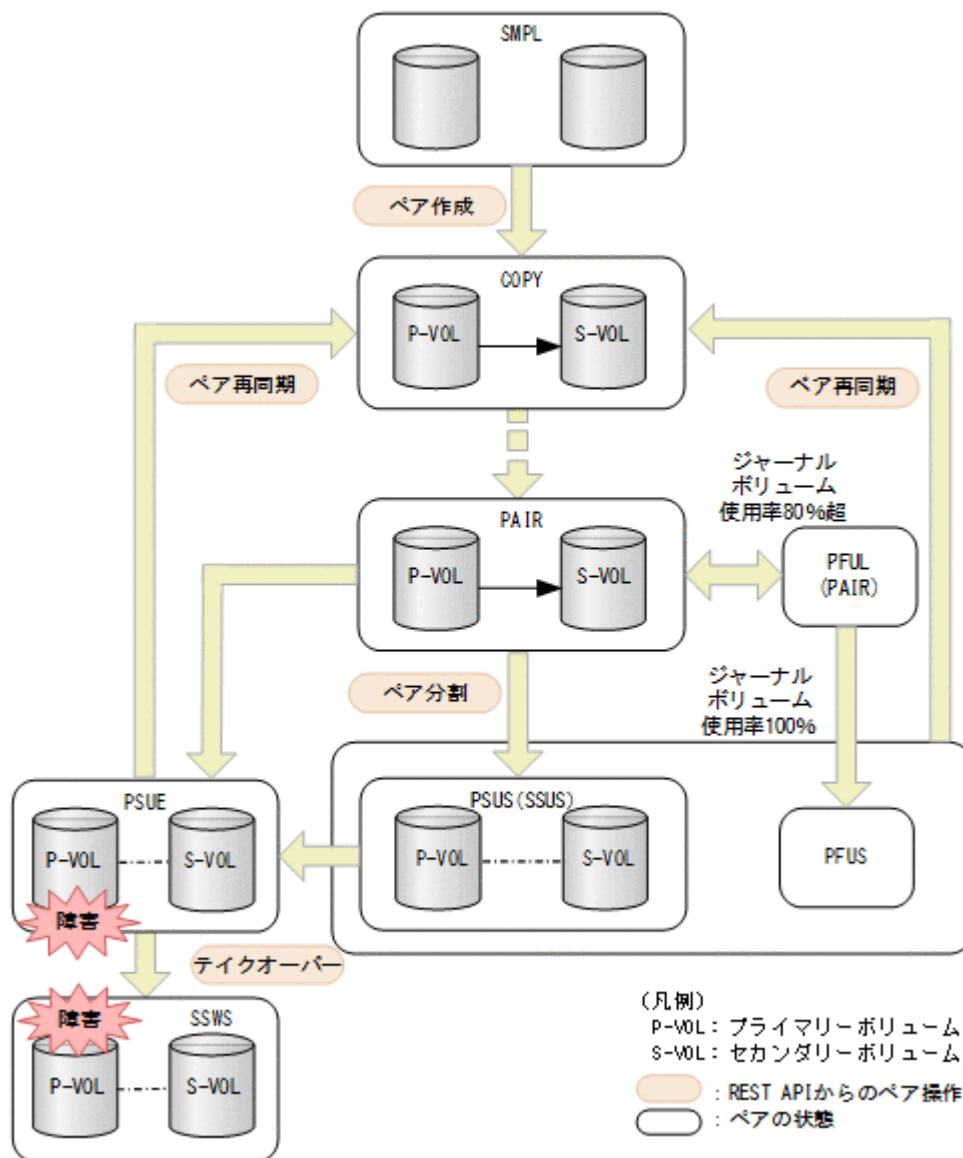 SMPL
ペア作成
COPY
P-VOL
S-VOL
ペア再同期
ペア再同期
ジャーナル
ボリューム
使用率80%超
PAIR
P-VOL
S-VOL
PFUL
(PAIR)
ペア分割
ジャーナル
ボリューム
使用率100%
PSUE
P-VOL
S-VOL
障害
PSUS(SSUS)
P-VOL
S-VOL
PFUS
テイクオーバー
障害
SSWS
P-VOL
S-VOL
(凡例)
P-VOL：プライマリーボリューム
S-VOL：セカンダリーボリューム
：REST APIからのペア操作
：ペアの状態